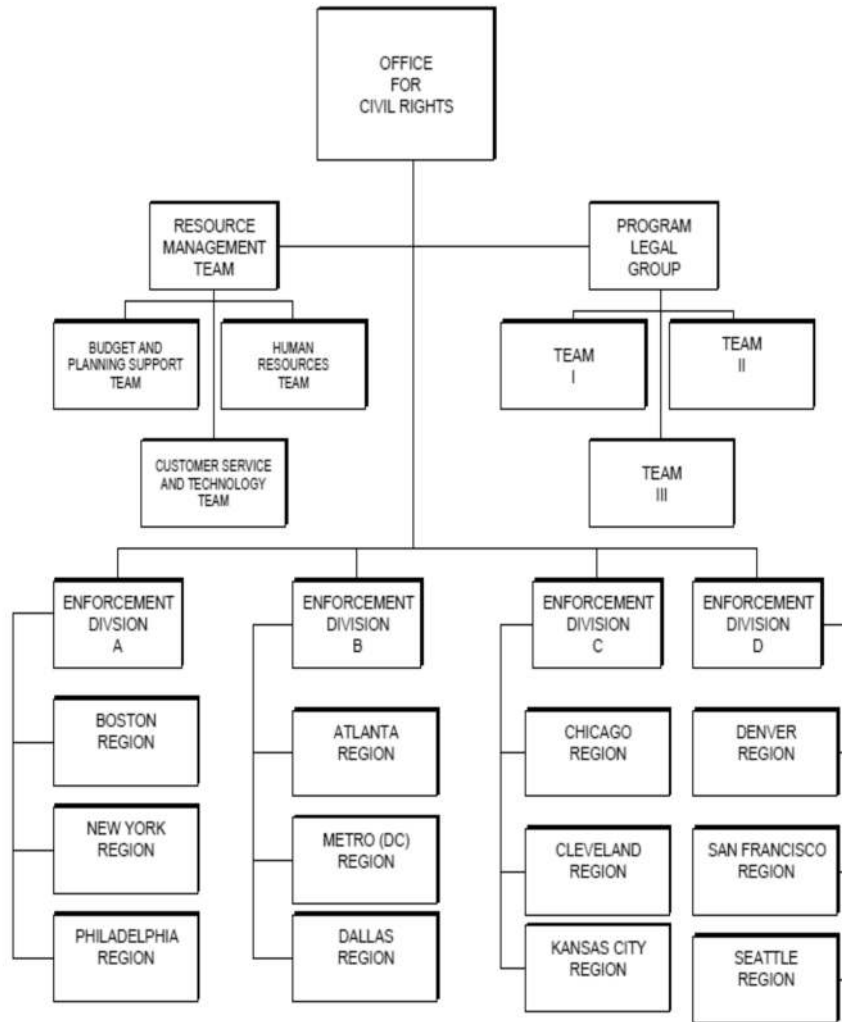 OFFICE
FOR
CIVIL RIGHTS
RESOURCE
MANAGEMENT
TEAM
PROGRAM
LEGAL
GROUP
BUDGET AND
PLANNING SUPPORT
TEAM
HUMAN
RESOURCES
TEAM
TEAM
I
TEAM
II
CUSTOMER SERVICE
AND TECHNOLOGY
TEAM
TEAM
III
ENFORCEMENT
DIVSION
A
ENFORCEMENT
DIVISION
B
ENFORCEMENT
DIVISION
C
ENFORCEMENT
DIVISION
D
BOSTON
REGION
ATLANTA
REGION
CHICAGO
REGION
DENVER
REGION
NEW YORK
REGION
METRO (DC)
REGION
CLEVELAND
REGION
SAN FRANCISCO
REGION
PHILADELPHIA
REGION
DALLAS
REGION
KANSAS CITY
REGION
SEATTLE
REGION